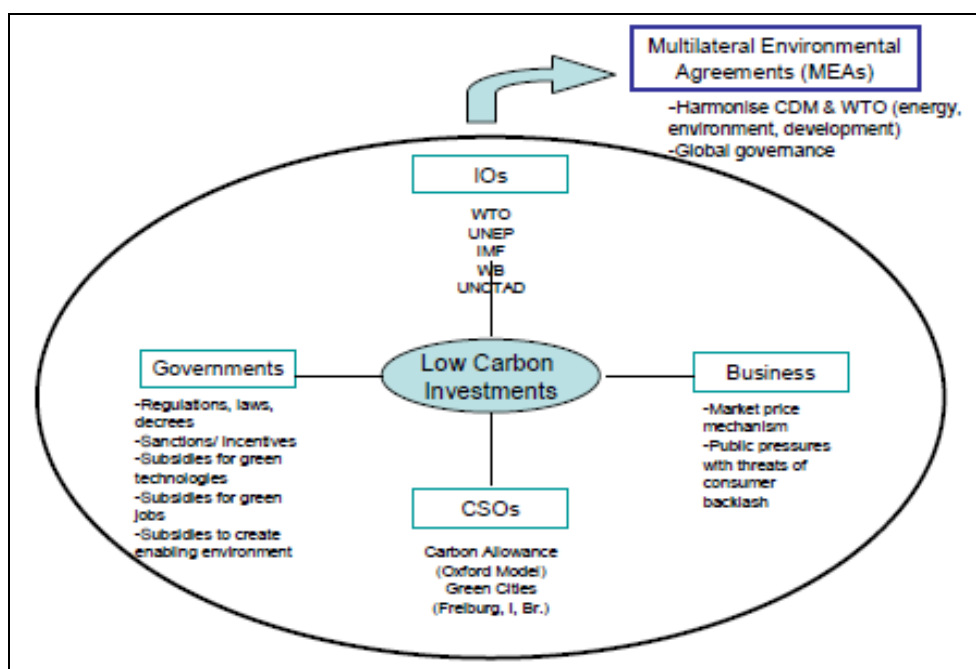 Multilateral Environmental
Agreements (MEAs)
-Harmonise CDM & WTO (energy,
environment, development)
-Global governance
IOs
WTO
UNEP
IMF
WB
UNCTAD
Governments
-Regulations, laws,
decrees
-Sanctions/ Incentives
-Subsidies for green
technologies
-Subsidies for green
jobs
-Subsidies to create
enabling environment
Low Carbon
Investments
Business
-Market price
mechanism
-Public pressures
with threats of
consumer
backlash
CSOs
Carbon Allowance
(Oxford Model)
Green Cities
(Freiburg, I, Br.)